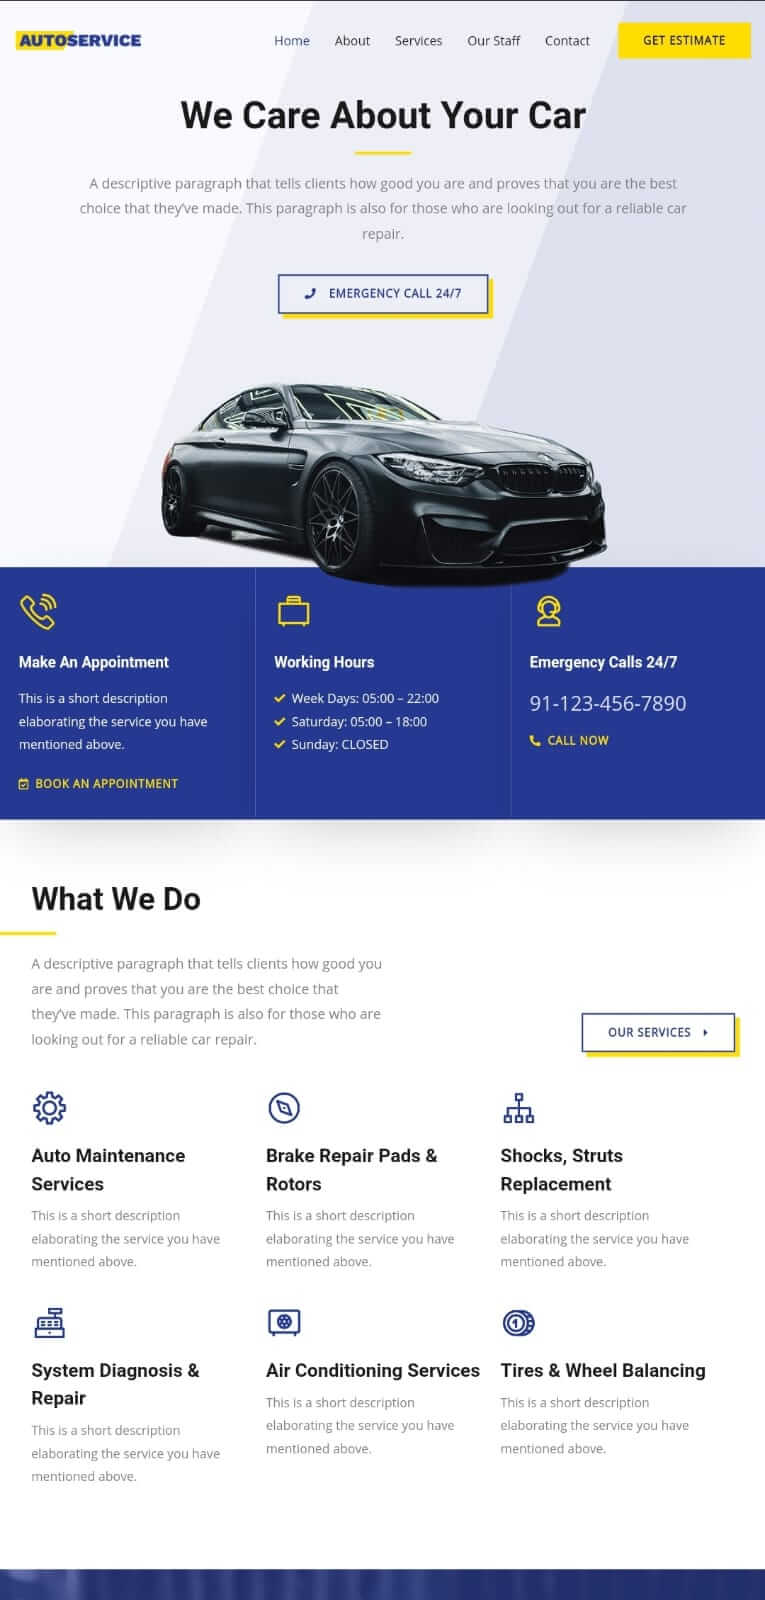 AUTOSERVICE
Home About Services Our Staff Contact GET ESTIMATE
We Care About Your Car
A descriptive paragraph that tells clients how good you are and proves that you are the best
choice that they've made. This paragraph is also for those who are looking out for a reliable car
repair.
EMERGENCY CALL 24/7
Make An Appointment
This is a short description
elaborating the service you have
mentioned above.
BOOK AN APPOINTMENT
Working Hours
Week Days: 05:00 – 22:00
Saturday: 05:00 – 18:00
Sunday: CLOSED
Emergency Calls 24/7
91-123-456-7890
CALL NOW
What We Do
A descriptive paragraph that tells clients how good you
are and proves that you are the best choice that
they've made. This paragraph is also for those who are
looking out for a reliable car repair.
OUR SERVICES
Auto Maintenance
Services
This is a short description
elaborating the service you have
mentioned above.
Brake Repair Pads &
Rotors
This is a short description
elaborating the service you have
mentioned above.
Shocks, Struts
Replacement
This is a short description
elaborating the service you have
mentioned above.
System Diagnosis &
Repair
This is a short description
elaborating the service you have
mentioned above.
Air Conditioning Services
This is a short description
elaborating the service you have
mentioned above.
1
Tires & Wheel Balancing
This is a short description
elaborating the service you have
mentioned above.